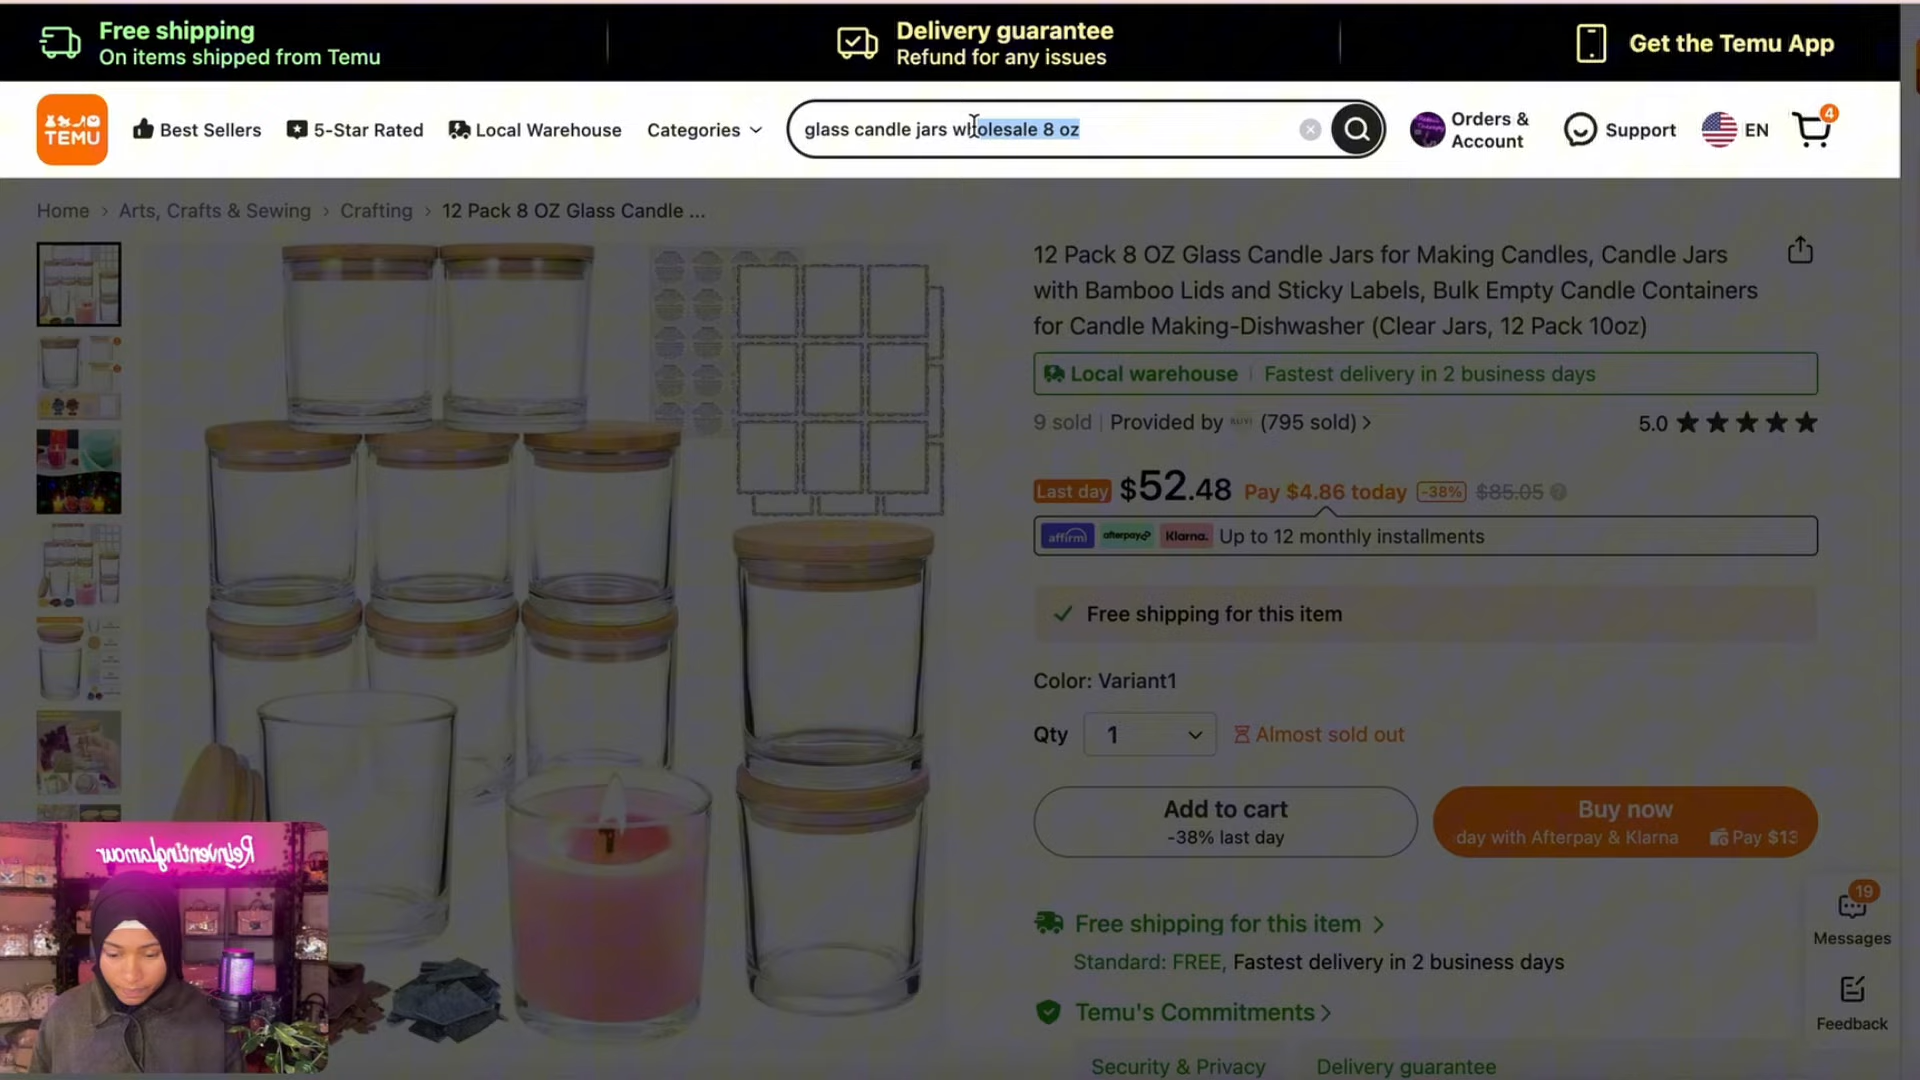 Free shipping
On items shipped from Temu
Delivery guarantee
Refund for any issues
Get the Temu App
TEMU
Best Sellers
5-Star Rated
Local Warehouse
Categories
glass candle jars wholesale 8 oz
Orders &
Account
Support
EN
4
Home > Arts, Crafts & Sewing > Crafting > 12 Pack 8 OZ Glass Candle ...
12 Pack 8 OZ Glass Candle Jars for Making Candles, Candle Jars
with Bamboo Lids and Sticky Labels, Bulk Empty Candle Containers
for Candle Making-Dishwasher (Clear Jars, 12 Pack 10oz)
Local warehouse | Fastest delivery in 2 business days
9 sold | Provided by (795 sold) >
5.0
Last day $52.48 Pay $4.86 today -38% $85.05
affirm afterpay Klarna. Up to 12 monthly installments
Free shipping for this item
Color: Variant1
Qty 1 Almost sold out
Add to cart
-38% last day
Buy now
day with Afterpay & Klarna Pay $13
Free shipping for this item >
Standard: FREE, Fastest delivery in 2 business days
Temu's Commitments >
Security & Privacy
Delivery guarantee
19
Messages
Feedback
Reinventinglamour